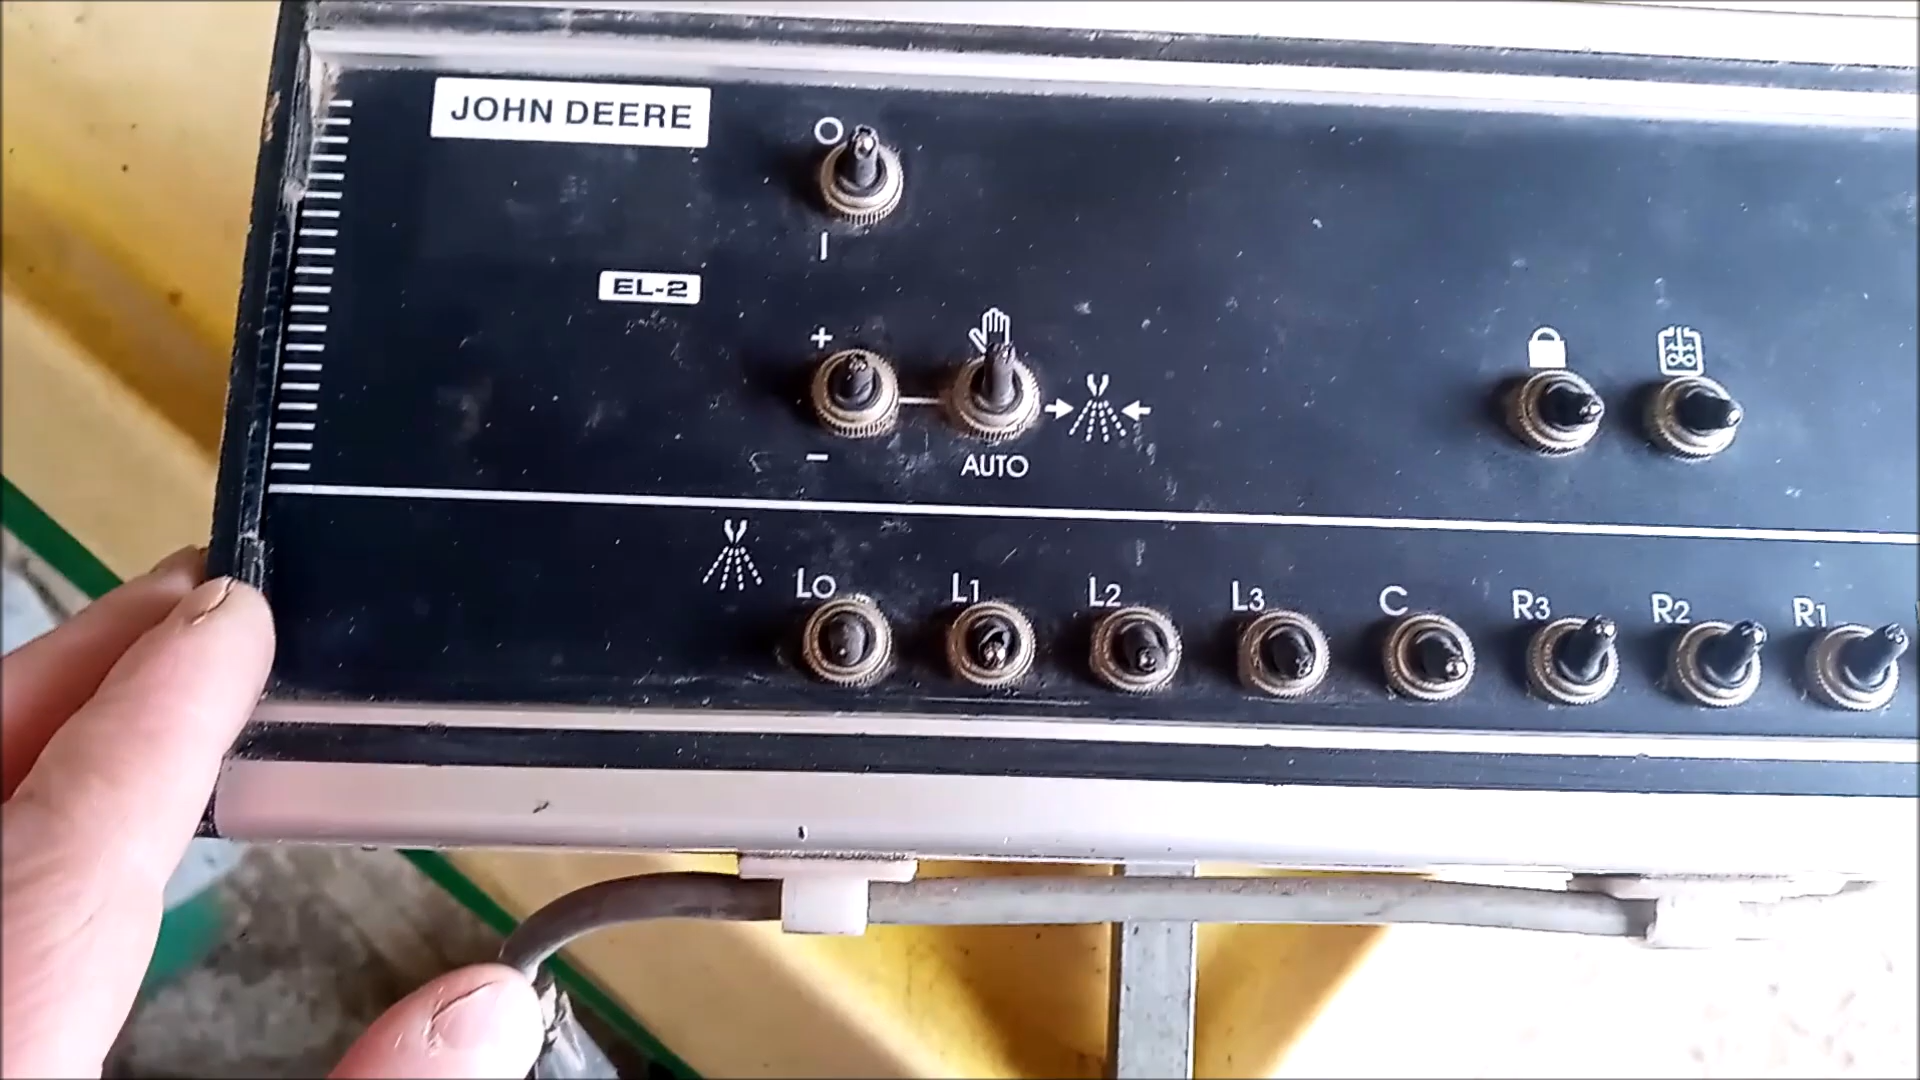 JOHN DEERE
O
I
EL-2
+
−
AUTO
L0 L1 L2 L3 C R3 R2 R1